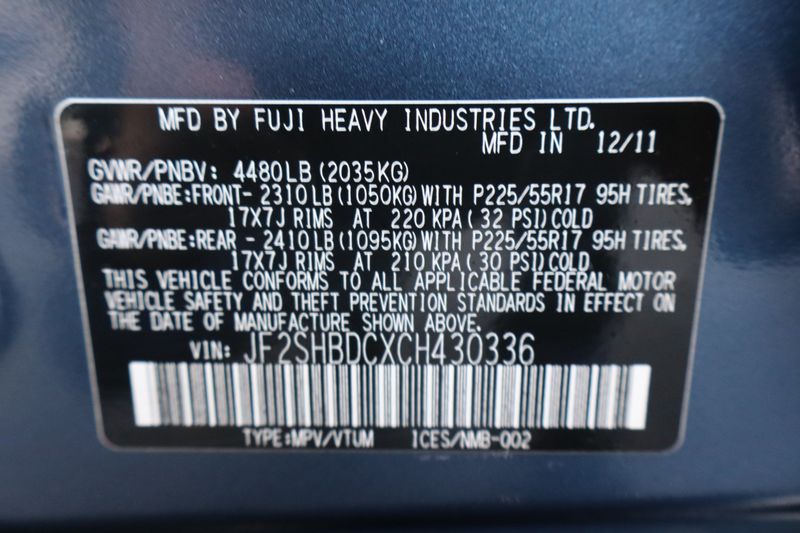 MFD BY FUJI HEAVY INDUSTRIES LTD.
MFD IN 12/11
GVWR/PNBV: 4480LB (2035KG)
GAWR/PNBE:FRONT- 2310LB (1050KG) WITH P225/55R17 95H TIRES,
17X7J RIMS AT 220 KPA (32 PSI) COLD
GAWR/PNBE:REAR - 2410LB (1095KG) WITH P225/55R17 95H TIRES,
17X7J RIMS AT 210 KPA (30 PSI) COLD
THIS VEHICLE CONFORMS TO ALL APPLICABLE FEDERAL MOTOR
VEHICLE SAFETY AND THEFT PREVENTION STANDARDS IN EFFECT ON
THE DATE OF MANUFACTURE SHOWN ABOVE.
VIN: JF2SHBDCXCH430336
TYPE:MPV/VTUM ICES/NMB-002